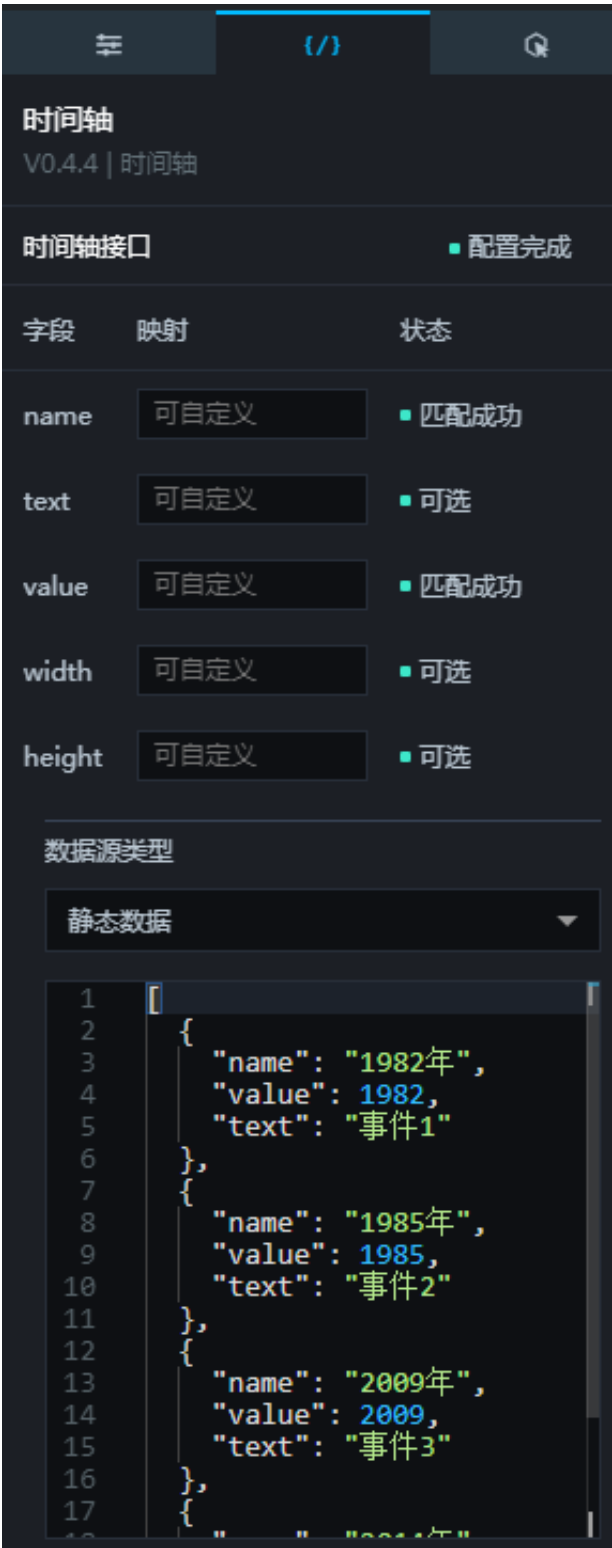 {/}
时间轴
V0.4.4 | 时间轴
时间轴接口 配置完成
字段 映射 状态
name 可自定义 匹配成功
text 可自定义 可选
value 可自定义 匹配成功
width 可自定义 可选
height 可自定义 可选
数据源类型
静态数据
1 [
2 {
3 "name": "1982年",
4 "value": 1982,
5 "text": "事件1"
6 },
7 {
8 "name": "1985年",
9 "value": 1985,
10 "text": "事件2"
11 },
12 {
13 "name": "2009年",
14 "value": 2009,
15 "text": "事件3"
16 },
17 {